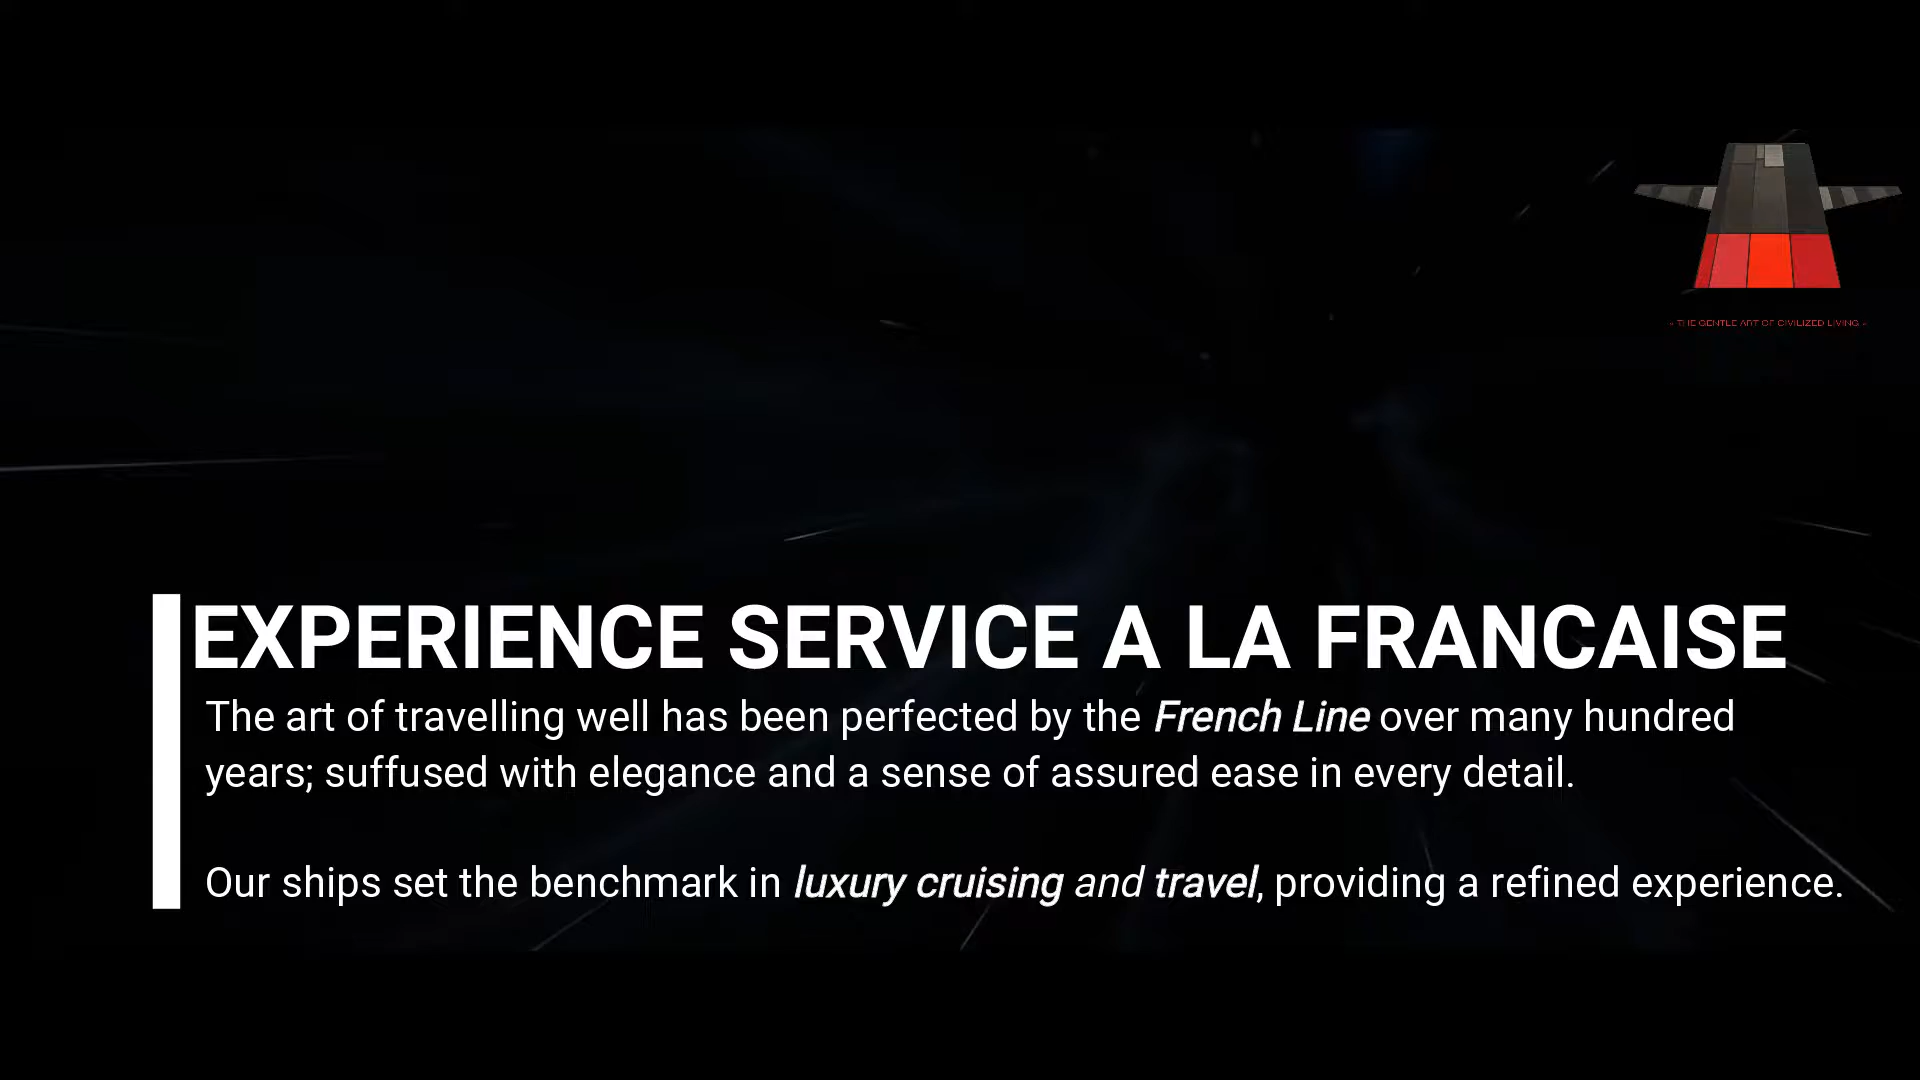 « THE GENTLE ART OF CIVILIZED LIVING »
EXPERIENCE SERVICE A LA FRANCAISE
The art of travelling well has been perfected by the French Line over many hundred
years; suffused with elegance and a sense of assured ease in every detail.
Our ships set the benchmark in luxury cruising and travel, providing a refined experience.